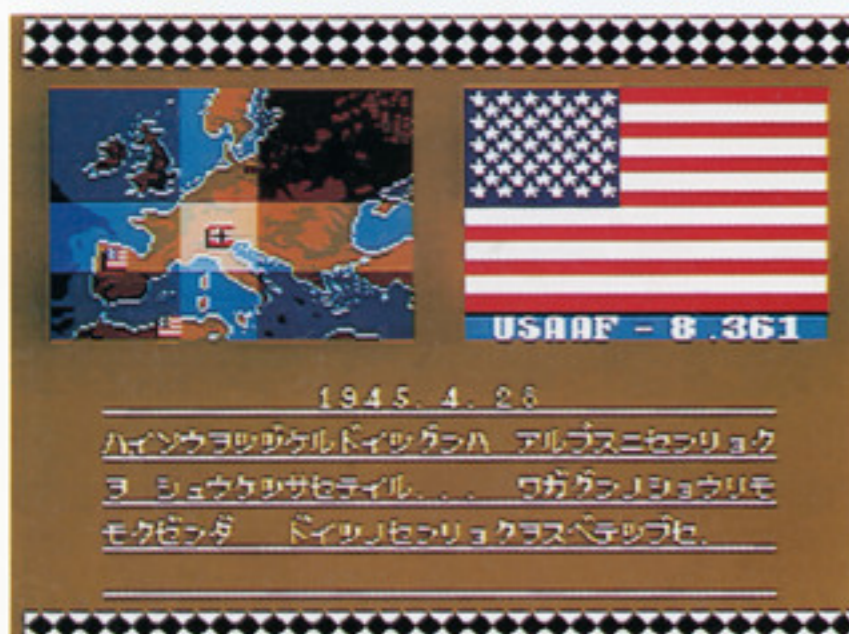 USAAF - 8.361
1945.4.28
ハイソウヲツヅケルドイツグンハ アルプスニセンリョク
ヲ シュウケツサセテイル... ワガグンノショウリモ
モクゼンダ ドイツノセンリョクヲスベテツブセ.